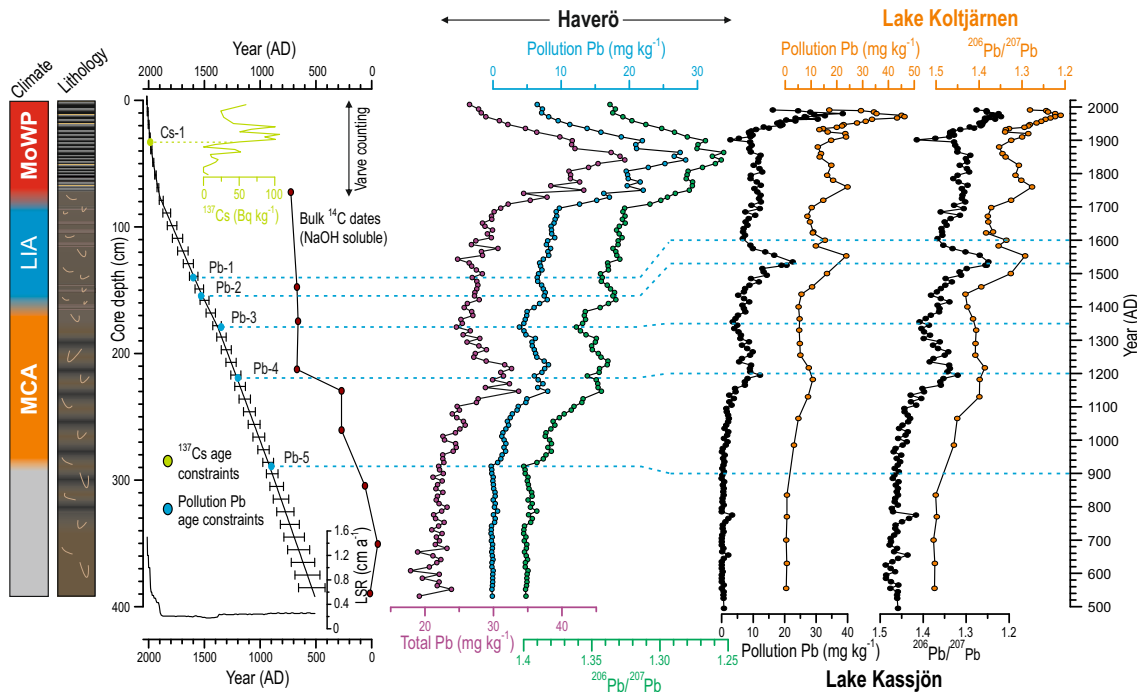 Haverö
Lake Koltjärnen
Year (AD)
Pollution Pb (mg kg⁻¹)
Pollution Pb (mg kg⁻¹)
²⁰⁶Pb/²⁰⁷Pb
Climate
Lithology
2000 1500 1000 500 0
0 10 20 30
0 10 20 30 40 50
1.5 1.4 1.3 1.2
MoWP
LIA
MCA
Core depth (cm)
0
100
200
300
400
Cs-1
0 50 100
¹³⁷Cs (Bq kg⁻¹)
Varve counting
Bulk ¹⁴C dates
(NaOH soluble)
Pb-1
Pb-2
Pb-3
Pb-4
Pb-5
¹³⁷Cs age
constraints
Pollution Pb
age constraints
1.6
1.2
0.8
0.4
0
LSR (cm a⁻¹)
2000
1900
1800
1700
1600
1500
1400
1300
1200
1100
1000
900
800
700
600
500
Year (AD)
2000 1500 1000 500 0
Year (AD)
20 30 40
Total Pb (mg kg⁻¹)
1.4 1.35 1.30 1.25
²⁰⁶Pb/²⁰⁷Pb
0 10 20 30 40
Pollution Pb (mg kg⁻¹)
1.5 1.4 1.3 1.2
²⁰⁶Pb/²⁰⁷Pb
Lake Kassjön